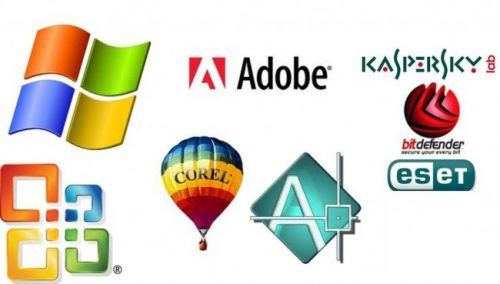 Adobe®
KASPERSKY lab
bitdefender
secure your every bit
eset
COREL®
A
®